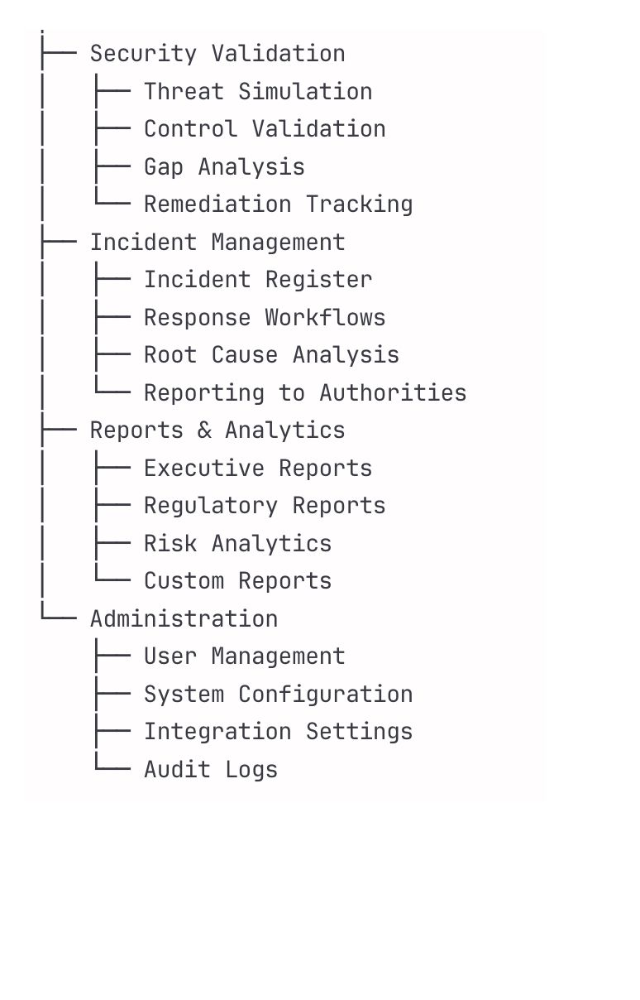 ├── Security Validation
│   ├── Threat Simulation
│   ├── Control Validation
│   ├── Gap Analysis
│   └── Remediation Tracking
├── Incident Management
│   ├── Incident Register
│   ├── Response Workflows
│   ├── Root Cause Analysis
│   └── Reporting to Authorities
├── Reports & Analytics
│   ├── Executive Reports
│   ├── Regulatory Reports
│   ├── Risk Analytics
│   └── Custom Reports
└── Administration
    ├── User Management
    ├── System Configuration
    ├── Integration Settings
    └── Audit Logs